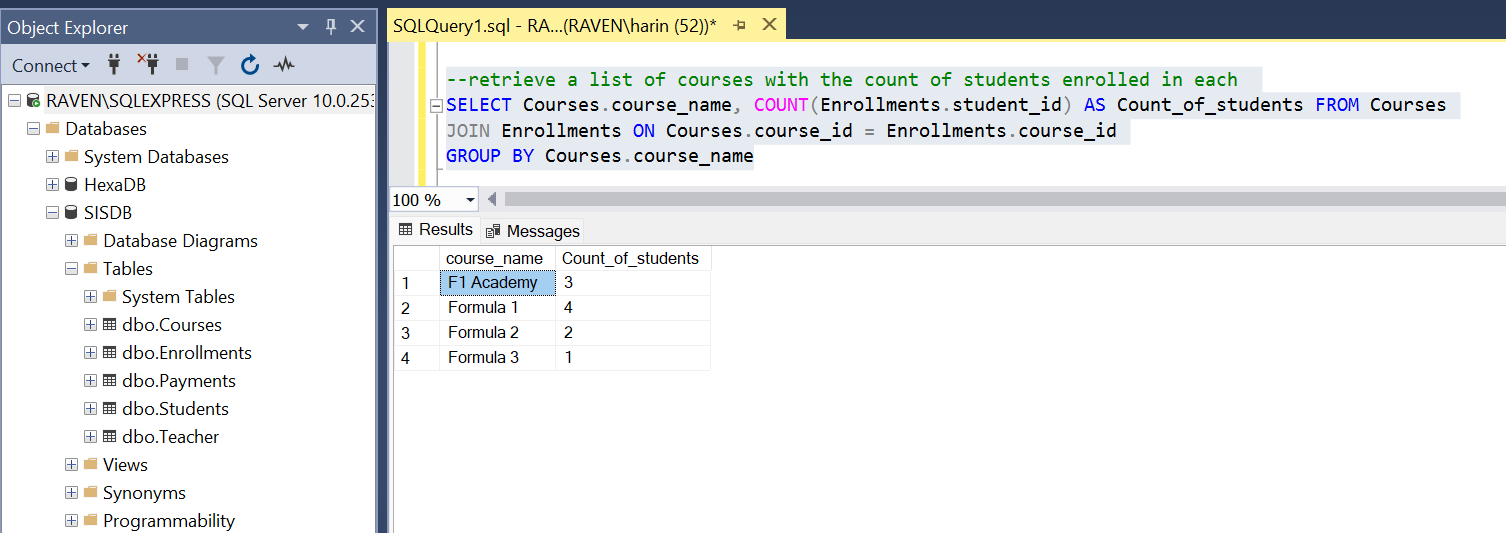 Object Explorer
Connect
RAVEN\SQLEXPRESS (SQL Server 10.0.253
Databases
System Databases
HexaDB
SISDB
Database Diagrams
Tables
System Tables
dbo.Courses
dbo.Enrollments
dbo.Payments
dbo.Students
dbo.Teacher
Views
Synonyms
Programmability
SQLQuery1.sql - RA...(RAVEN\harin (52))*
--retrieve a list of courses with the count of students enrolled in each
SELECT Courses.course_name, COUNT(Enrollments.student_id) AS Count_of_students FROM Courses
JOIN Enrollments ON Courses.course_id = Enrollments.course_id
GROUP BY Courses.course_name
100 %
Results Messages
course_name Count_of_students
1 F1 Academy 3
2 Formula 1 4
3 Formula 2 2
4 Formula 3 1